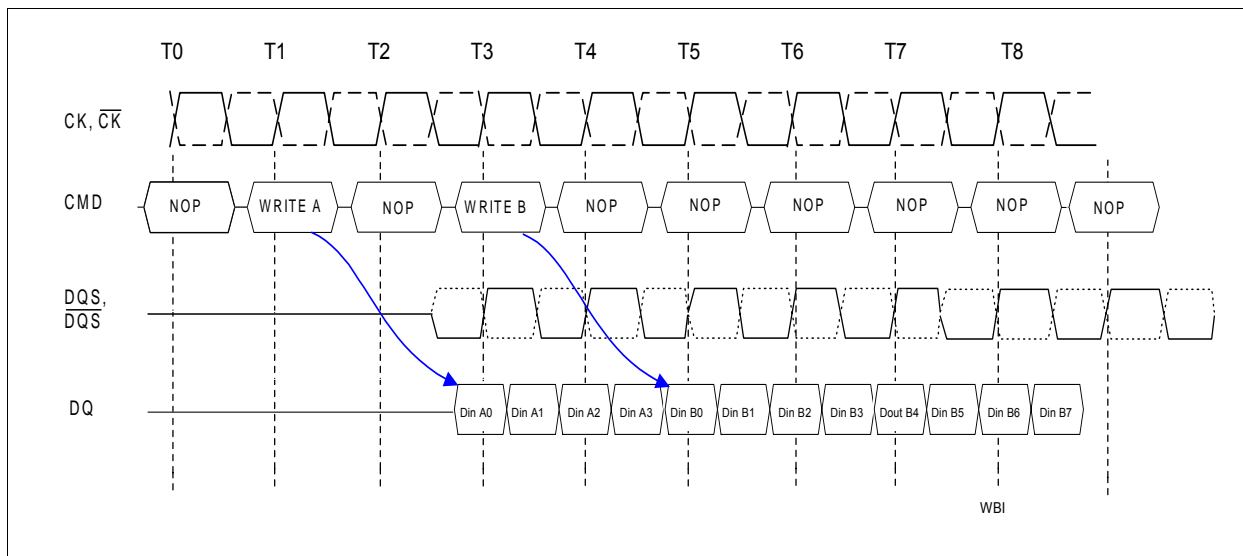 T0 T1 T2 T3 T4 T5 T6 T7 T8
CK, CK
CMD NOP WRITE A NOP WRITE B NOP NOP NOP NOP NOP NOP
DQS,
DQS
DQ Din A0 Din A1 Din A2 Din A3 Din B0 Din B1 Din B2 Din B3 Dout B4 Din B5 Din B6 Din B7
WBI